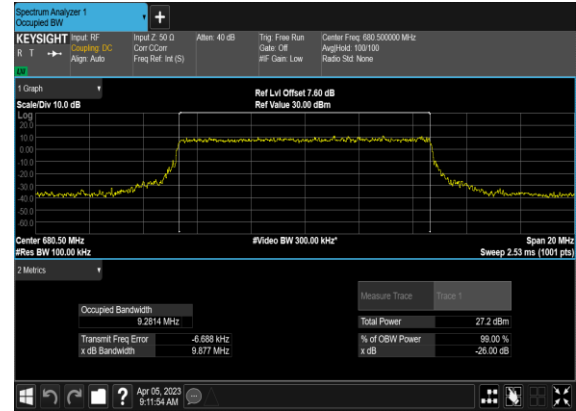 Spectrum Analyzer 1
Occupied BW
+
KEYSIGHT Input: RF Input Z: 50 Ω Atten: 40 dB Trig: Free Run Center Freq: 680.500000 MHz
R T Coupling: DC Corr CCorr Gate: Off Avg|Hold: 100/100
Align: Auto Freq Ref: Int (S) #IF Gain: Low Radio Std: None
LU
1 Graph
Ref Lvl Offset 7.60 dB
Scale/Div 10.0 dB Ref Value 30.00 dBm
Log
20.0
10.0
0.00
-10.0
-20.0
-30.0
-40.0
-50.0
-60.0
Center 680.50 MHz #Video BW 300.00 kHz* Span 20 MHz
#Res BW 100.00 kHz Sweep 2.53 ms (1001 pts)
2 Metrics
Measure Trace Trace 1
Occupied Bandwidth
9.2814 MHz Total Power 27.2 dBm
Transmit Freq Error -6.688 kHz % of OBW Power 99.00 %
x dB Bandwidth 9.877 MHz x dB -26.00 dB
? Apr 05, 2023
9:11:54 AM